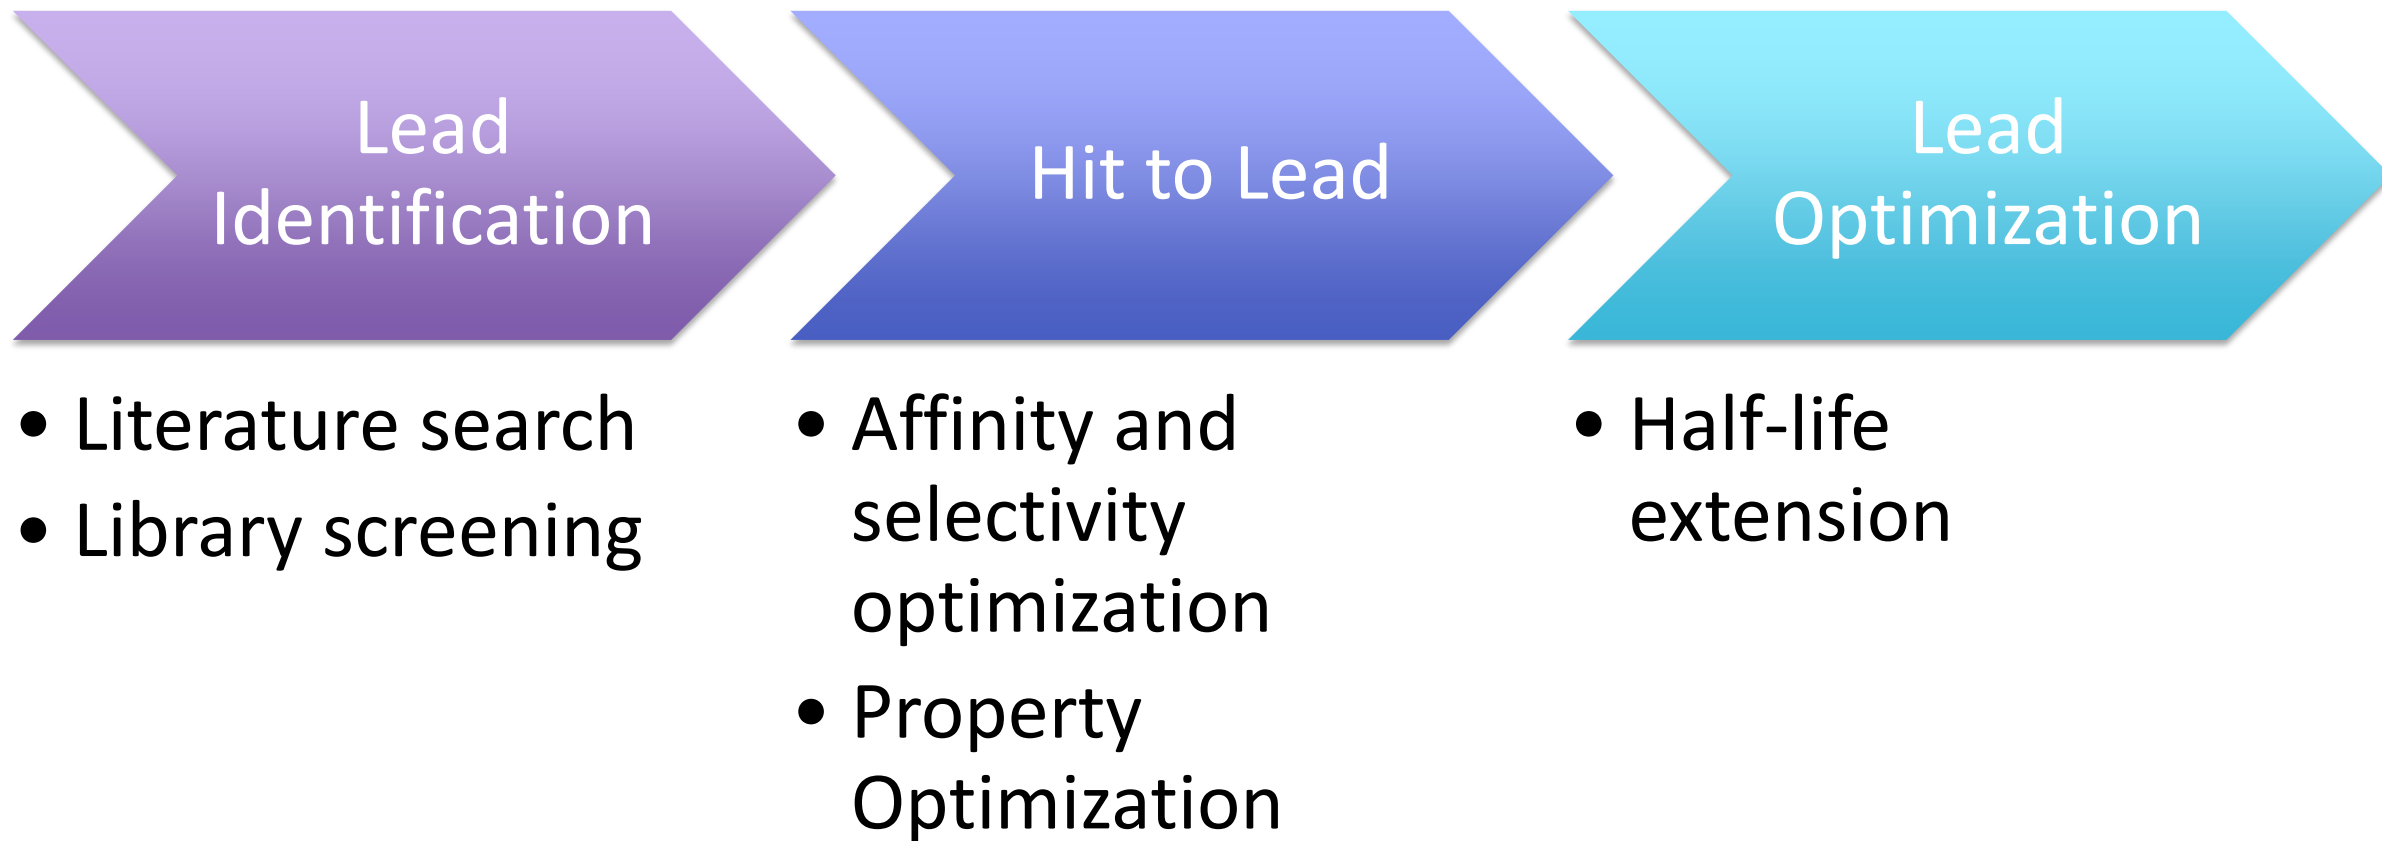 Lead
Identification
• Literature search
• Library screening
Hit to Lead
• Affinity and
selectivity
optimization
• Property
Optimization
Lead
Optimization
• Half-life
extension